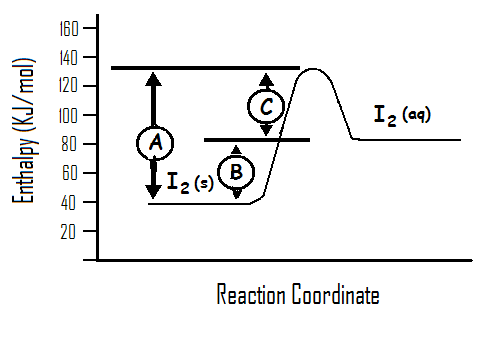 Enthalpy (KJ/mol)
160
140
120
100
80
60
40
20
A
B
C
I2 (s)
I2 (aq)
Reaction Coordinate